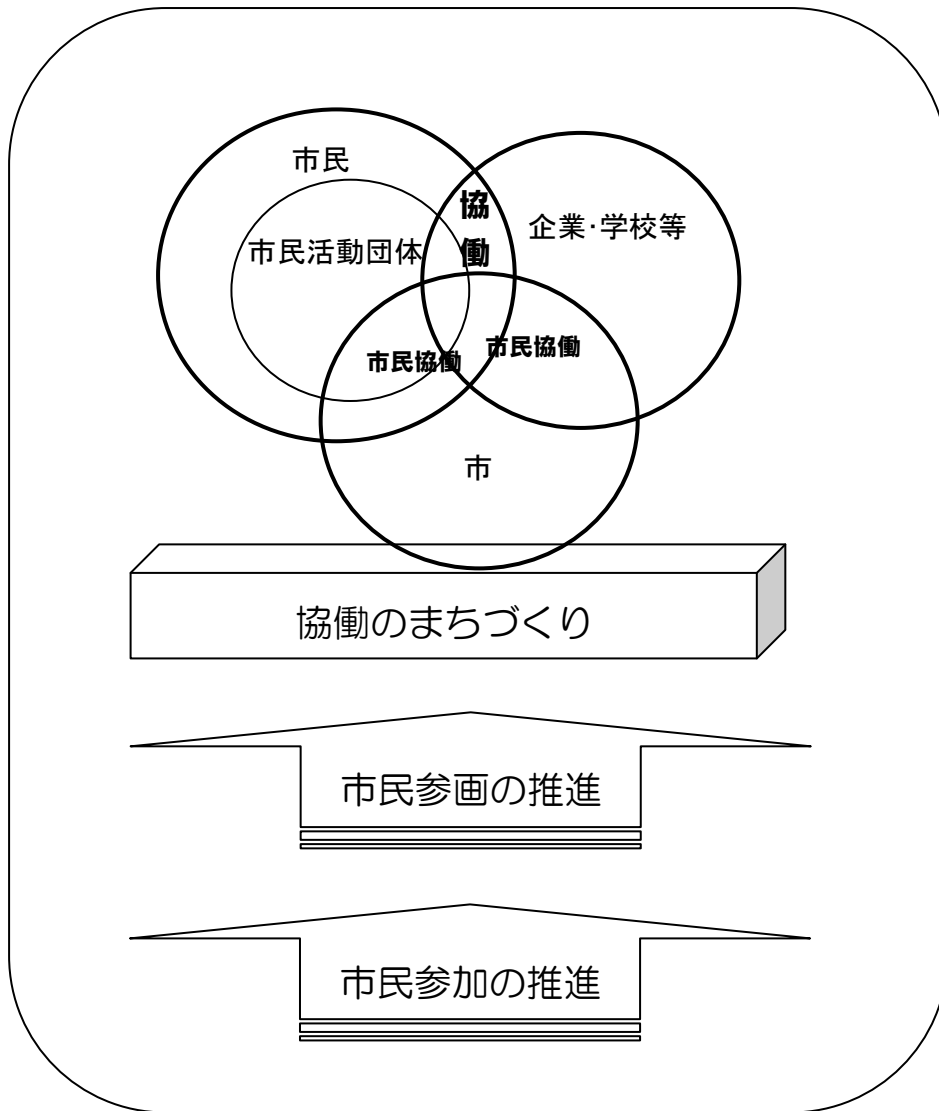 市民
協働
企業・学校等
市民活動団体
市民協働
市民協働
市
協働のまちづくり
市民参画の推進
市民参加の推進